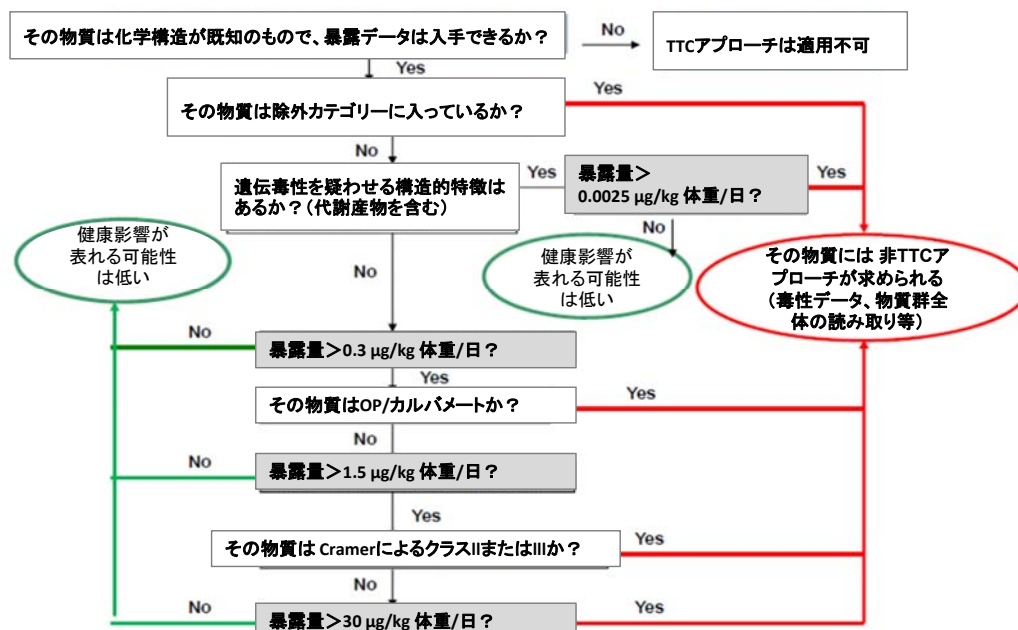 その物質は化学構造が既知のもので、暴露データは入手できるか？
No
TTCアプローチは適用不可
Yes
その物質は除外カテゴリーに入っているか？
Yes
No
遺伝毒性を疑わせる構造的特徴は
あるか？（代謝産物を含む）
Yes
暴露量＞
0.0025 μg/kg 体重/日？
Yes
No
健康影響が
表れる可能性
は低い
健康影響が
表れる可能性
は低い
その物質には 非TTCア
プローチが求められる
（毒性データ、物質群全
体の読み取り等）
No
No
暴露量＞0.3 μg/kg 体重/日？
Yes
その物質はOP/カルバメートか？
Yes
No
No
暴露量＞1.5 μg/kg 体重/日？
Yes
その物質は CramerによるクラスIIまたはIIIか？
Yes
No
No
暴露量＞30 μg/kg 体重/日？
Yes